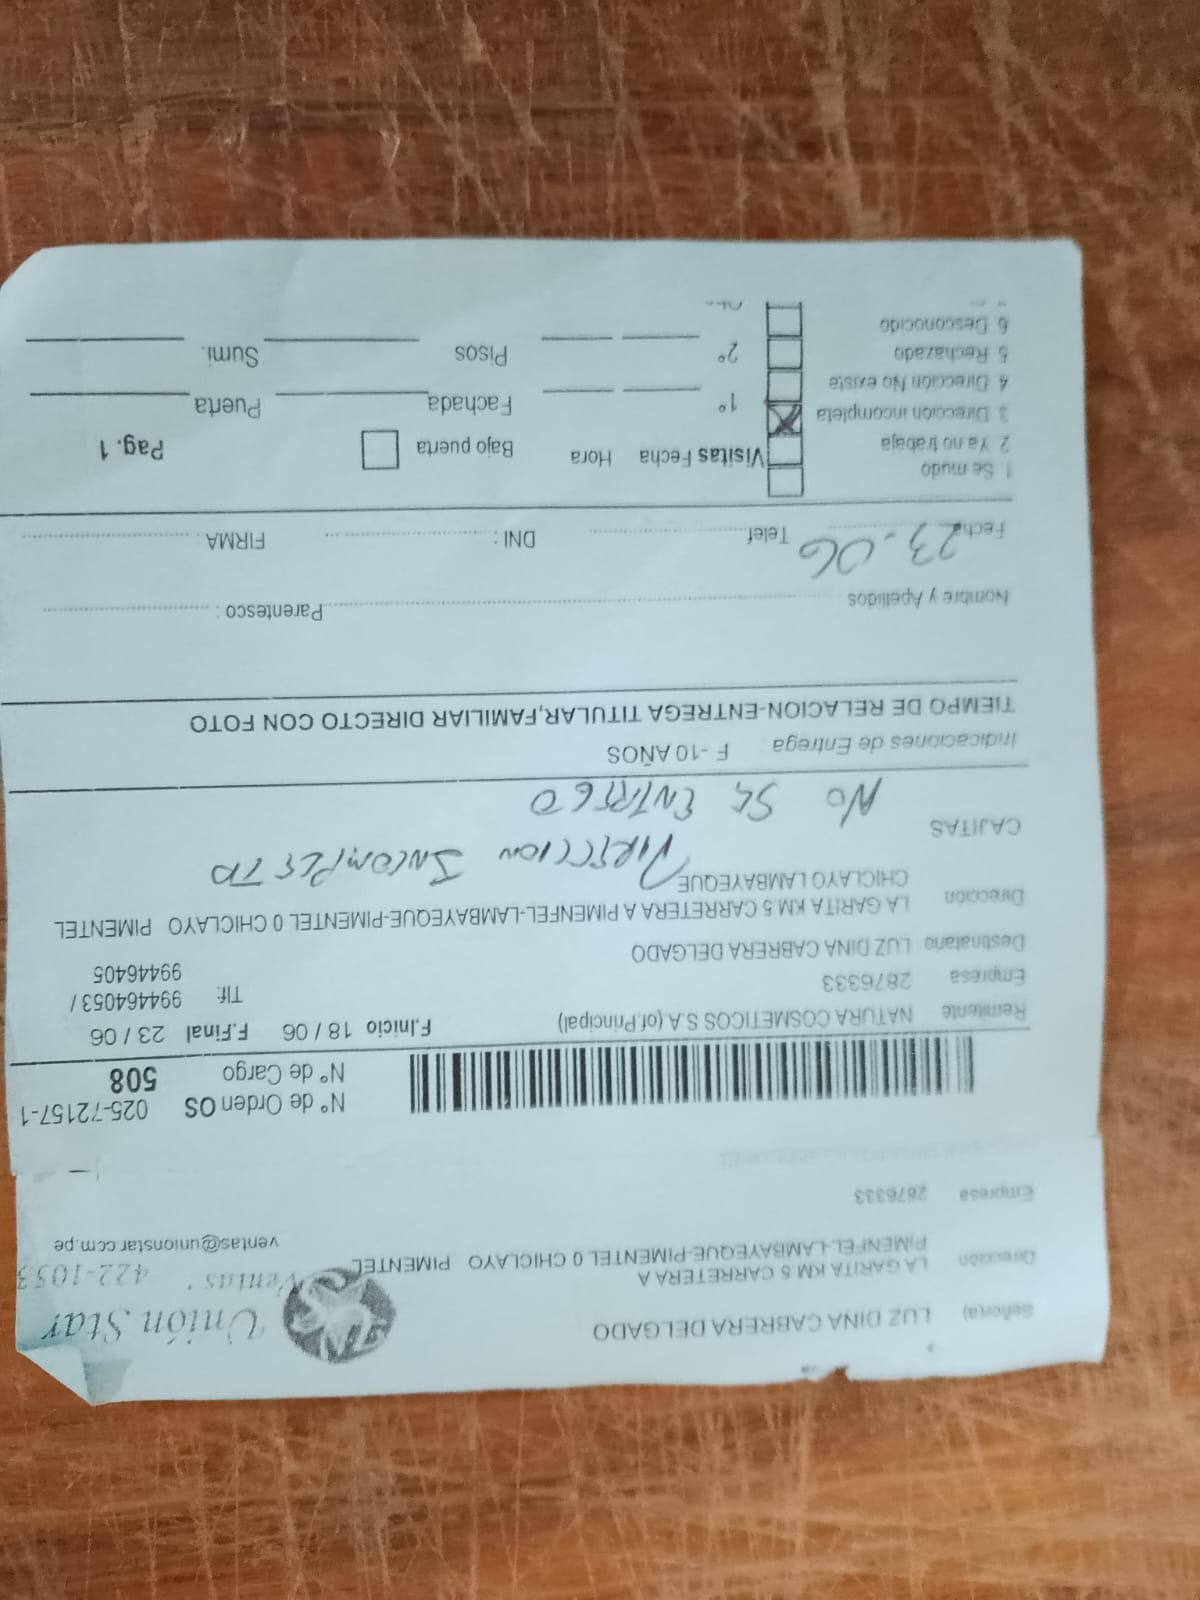 Señor(a) LUZ DINA CABRERA DELGADO
Unión Star
Dirección LA GARITA KM 5 CARRETERA A
PIMENFEL-LAMBAYEQUE-PIMENTEL 0 CHICLAYO PIMENTEL
Ventas: 422-1053
ventas@unionstar.com.pe
Empresa 2876333
N° de Orden OS 025-72157-1
N° de Cargo 508
Remitente NATURA COSMETICOS S.A.(of.Principal) F.Inicio 18 / 06 F.Final 23 / 06
Empresa 2876333 Tlf: 994464053 /
99446405
Destinatario LUZ DINA CABRERA DELGADO
Dirección LA GARITA KM 5 CARRETERA A PIMENFEL-LAMBAYEQUE-PIMENTEL 0 CHICLAYO PIMENTEL
CHICLAYO LAMBAYEQUE
DIRECCION INCOMPLETA
CAJITAS
NO SE ENTREGO
Indicaciones de Entrega F -10 AÑOS
TIEMPO DE RELACION-ENTREGA TITULAR,FAMILIAR DIRECTO CON FOTO
Nombre y Apellidos Parentesco :
Fecha 23-06 Telef DNI : FIRMA :
1 Se mudo
2 Ya no trabaja
3 Dirección incompleta
4 Dirección No existe
5 Rechazado
6 Desconocido
Visitas Fecha Hora
1°
2°
Bajo puerta Pag. 1
Fachada Puerta
Pisos Sumi.